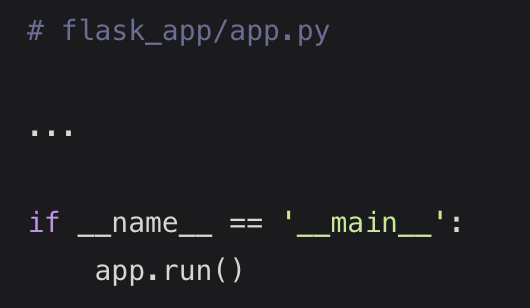 # flask_app/app.py
...
if __name__ == '__main__':
    app.run()